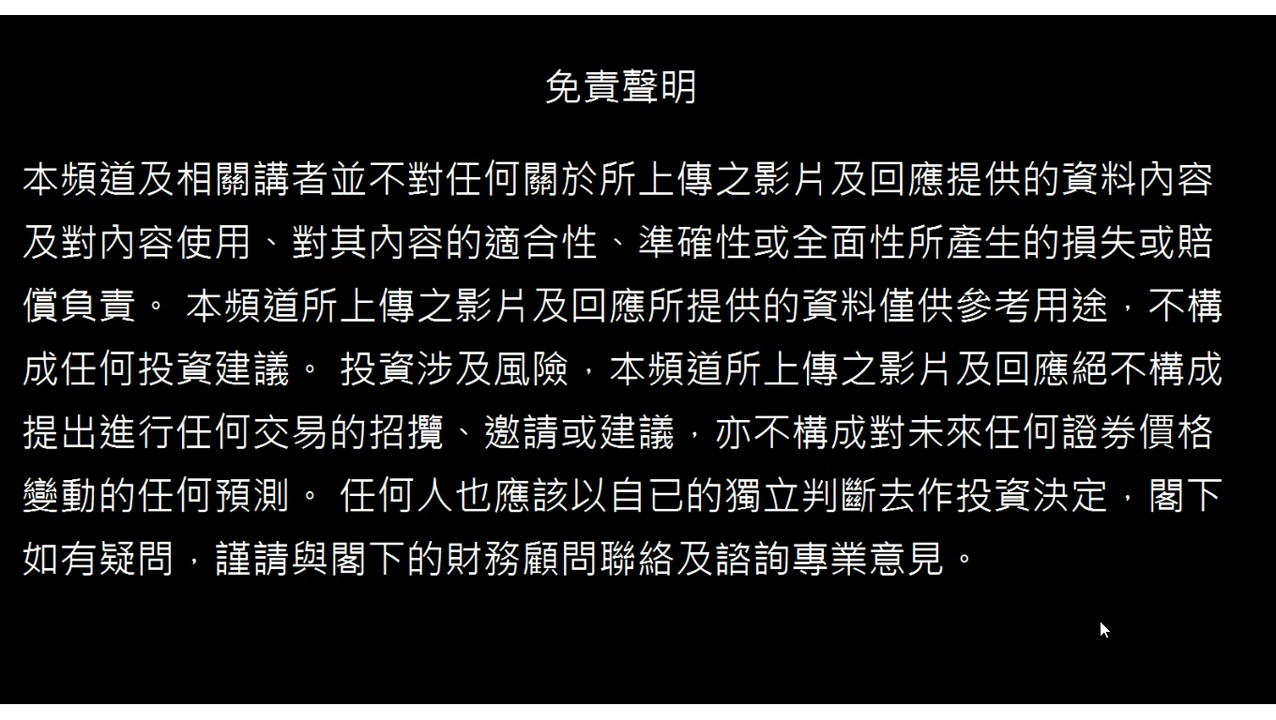 免責聲明
本頻道及相關講者並不對任何關於所上傳之影片及回應提供的資料內容
及對內容使用、對其內容的適合性、準確性或全面性所產生的損失或賠
償負責。 本頻道所上傳之影片及回應所提供的資料僅供參考用途，不構
成任何投資建議。 投資涉及風險，本頻道所上傳之影片及回應絕不構成
提出進行任何交易的招攬、邀請或建議，亦不構成對未來任何證券價格
變動的任何預測。 任何人也應該以自已的獨立判斷去作投資決定，閣下
如有疑問，謹請與閣下的財務顧問聯絡及諮詢專業意見。